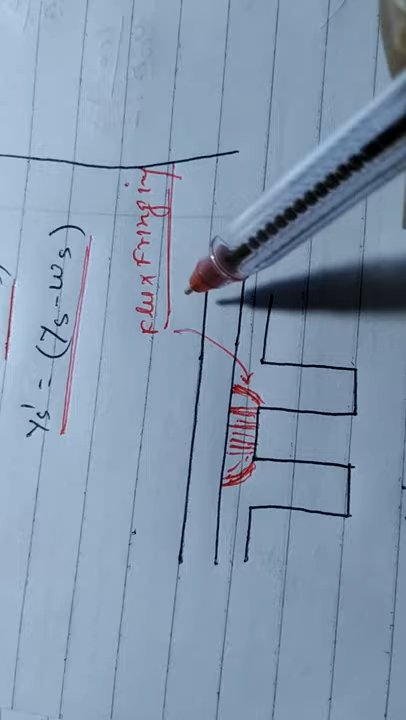 flux fringing
ys' = (ys - ws)